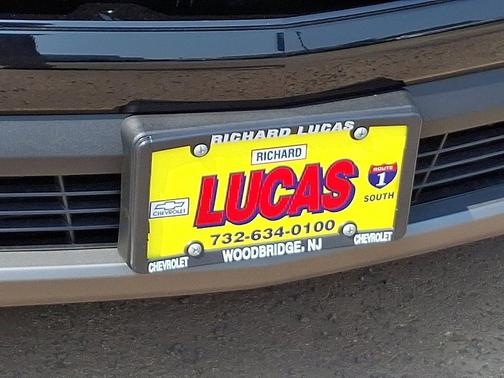 RICHARD LUCAS
RICHARD
LUCAS
CHEVROLET
ROUTE
1
SOUTH
732-634-0100
WOODBRIDGE, NJ
CHEVROLET
CHEVROLET